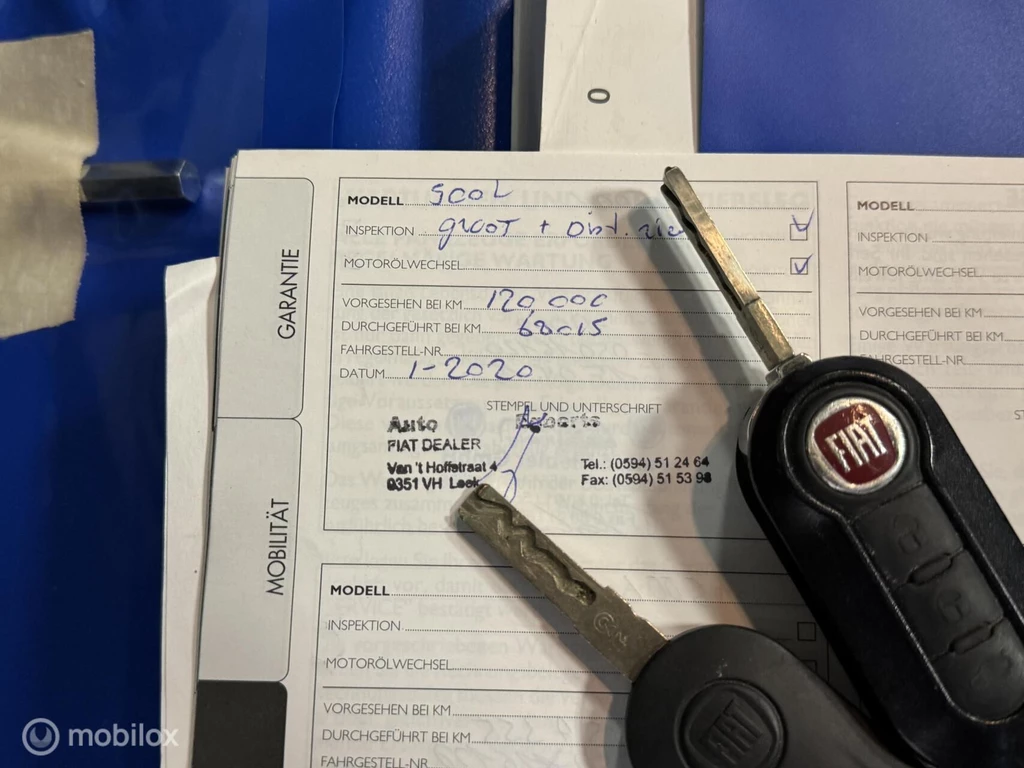 0
GARANTIE
MOBILITÄT
MODELL 500L
INSPEKTION groot + dist.
MOTORÖLWECHSEL
VORGESEHEN BEI KM 120,000
DURCHGEFÜHRT BEI KM 68015
FAHRGESTELL-NR.
DATUM 1-2020
STEMPEL UND UNTERSCHRIFT
Auto
FIAT DEALER
Van 't Hoffstraat 4
9351 VH Leek
Tel.: (0594) 51 24 64
Fax: (0594) 51 53 98
MODELL
INSPEKTION
MOTORÖLWECHSEL
VORGESEHEN BEI KM
DURCHGEFÜHRT BEI KM
FAHRGESTELL-NR.
MODELL
INSPEKTION
MOTORÖLWECHSEL
VORGESEHEN BEI KM
DURCHGEFÜHRT BEI KM
FAHRGESTELL-NR
FIAT
FIAT
mobilox